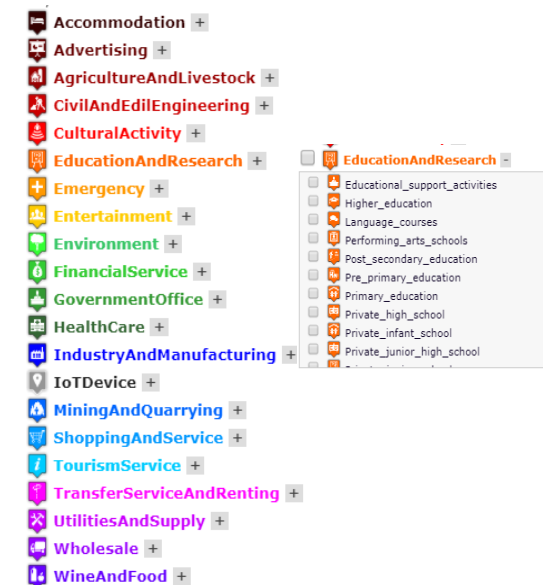 Accommodation +
Advertising +
AgricultureAndLivestock +
CivilAndEdilEngineering +
CulturalActivity +
EducationAndResearch +
Emergency +
Entertainment +
Environment +
FinancialService +
GovernmentOffice +
HealthCare +
IndustryAndManufacturing +
IoTDevice +
MiningAndQuarrying +
ShoppingAndService +
TourismService +
TransferServiceAndRenting +
UtilitiesAndSupply +
Wholesale +
WineAndFood +
EducationAndResearch -
Educational_support_activities
Higher_education
Language_courses
Performing_arts_schools
Post_secondary_education
Pre_primary_education
Primary_education
Private_high_school
Private_infant_school
Private_junior_high_school